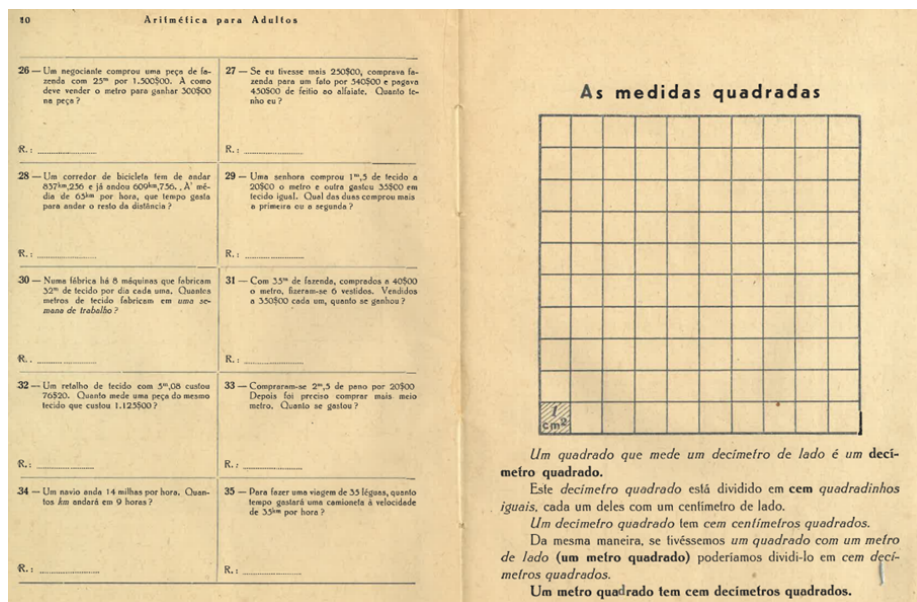 10
Aritmética para Adultos
26 — Um negociante comprou uma peça de fa-
zenda com 25ᵐ por 1.500$00. A como
deve vender o metro para ganhar 300$00
na peça?
R.:
27 — Se eu tivesse mais 250$00, comprava fa-
zenda para um fato por 540$00 e pagava
450$00 de feitio ao alfaiate. Quanto te-
nho eu?
R.:
28 — Um corredor de bicicleta tem de andar
837ᵏᵐ,256 e já andou 609ᵏᵐ,756. À mé-
dia de 65ᵏᵐ por hora, que tempo gasta
para andar o resto da distância?
R.:
29 — Uma senhora comprou 1ᵐ,5 de tecido a
20$00 o metro e outra gastou 35$00 em
tecido igual. Qual das duas comprou mais
a primeira ou a segunda?
R.:
30 — Numa fábrica há 8 máquinas que fabricam
32ᵐ de tecido por dia cada uma. Quantos
metros de tecido fabricam em uma se-
mana de trabalho?
R.:
31 — Com 35ᵐ de fazenda, comprados a 40$00
o metro, fizeram-se 6 vestidos. Vendidos
a 350$00 cada um, quanto se ganhou?
R.:
32 — Um retalho de tecido com 5ᵐ,08 custou
76$20. Quanto mede uma peça do mesmo
tecido que custou 1.125$00?
R.:
33 — Compraram-se 2ᵐ,5 de pano por 20$00
Depois foi preciso comprar mais meio
metro. Quanto se gastou?
R.:
34 — Um navio anda 14 milhas por hora. Quan-
tos km andará em 9 horas?
R.:
35 — Para fazer uma viagem de 35 léguas, quanto
tempo gastará uma camioneta à velocidade
de 35ᵏᵐ por hora?
R.:
As medidas quadradas
1
cm²
Um quadrado que mede um decímetro de lado é um decí-
metro quadrado.
Este decímetro quadrado está dividido em cem quadradinhos
iguais, cada um deles com um centímetro de lado.
Um decímetro quadrado tem cem centímetros quadrados.
Da mesma maneira, se tivéssemos um quadrado com um metro
de lado (um metro quadrado) poderíamos dividi-lo em cem decí-
metros quadrados.
Um metro quadrado tem cem decímetros quadrados.